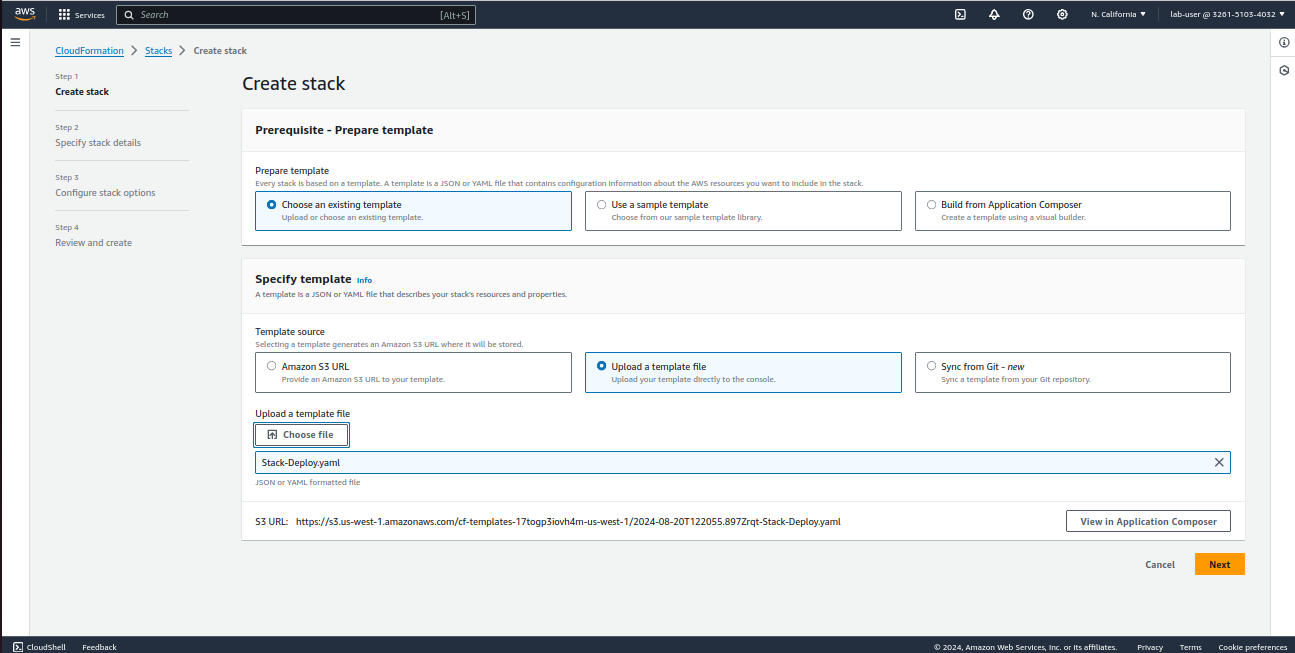 aws Services Search [Alt+S] N. California lab-user @ 3261-5103-4032
CloudFormation Stacks Create stack
Step 1
Create stack
Step 2
Specify stack details
Step 3
Configure stack options
Step 4
Review and create
Create stack
Prerequisite - Prepare template
Prepare template
Every stack is based on a template. A template is a JSON or YAML file that contains configuration information about the AWS resources you want to include in the stack.
Choose an existing template
Upload or choose an existing template.
Use a sample template
Choose from our sample template library.
Build from Application Composer
Create a template using a visual builder.
Specify template Info
A template is a JSON or YAML file that describes your stack's resources and properties.
Template source
Selecting a template generates an Amazon S3 URL where it will be stored.
Amazon S3 URL
Provide an Amazon S3 URL to your template.
Upload a template file
Upload your template directly to the console.
Sync from Git - new
Sync a template from your Git repository.
Upload a template file
Choose file
Stack-Deploy.yaml
JSON or YAML formatted file
S3 URL: https://s3.us-west-1.amazonaws.com/cf-templates-17togp3iovh4m-us-west-1/2024-08-20T122055.897Zrqt-Stack-Deploy.yaml
View in Application Composer
Cancel Next
CloudShell Feedback © 2024, Amazon Web Services, Inc. or its affiliates. Privacy Terms Cookie preferences